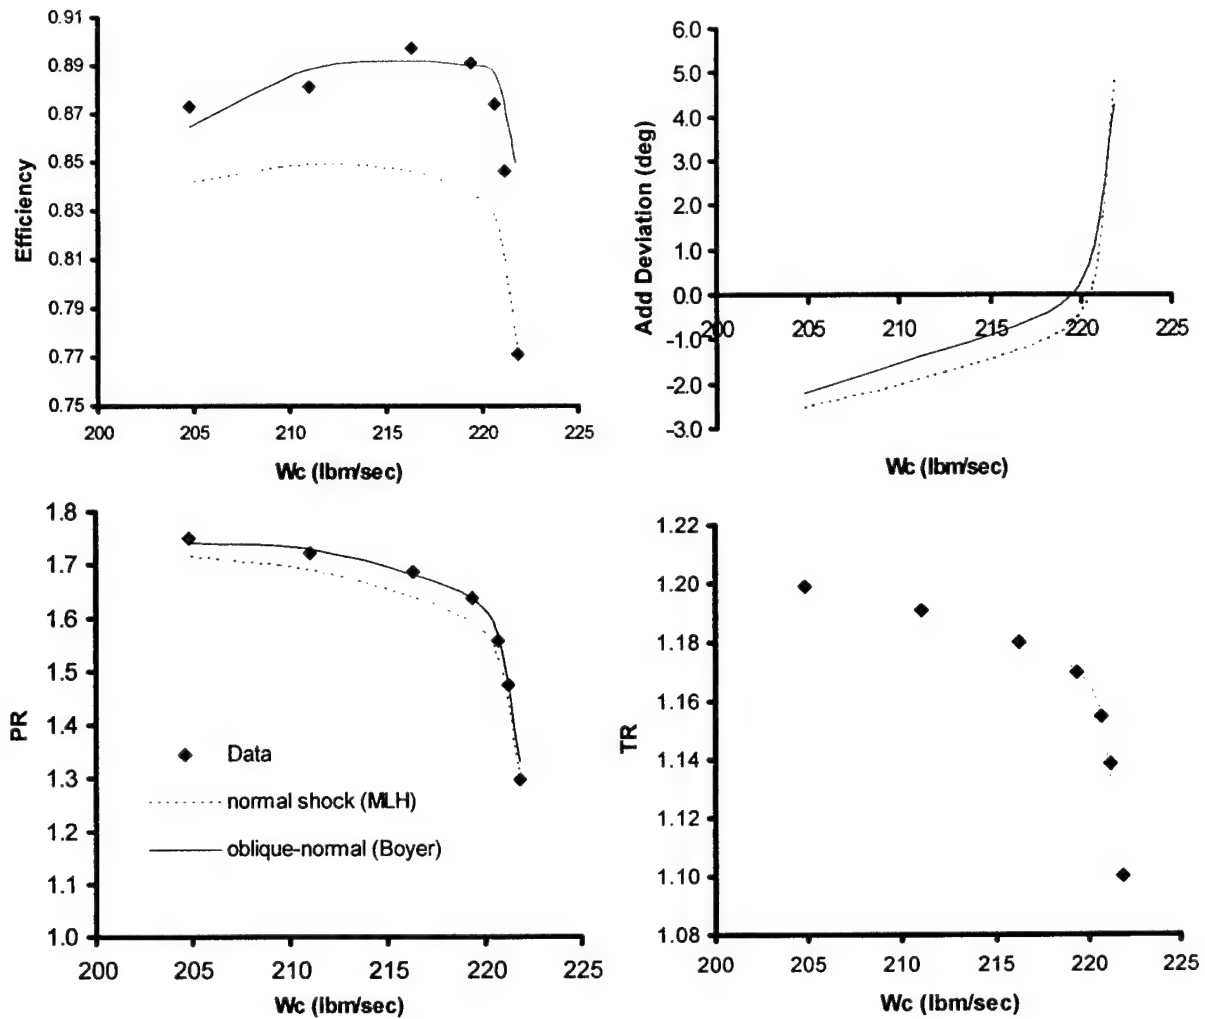 0.91
0.89
0.87
0.85
0.83
0.81
0.79
0.77
0.75
Efficiency
200 205 210 215 220 225
Wc (lbm/sec)
6.0
5.0
4.0
3.0
2.0
1.0
0.0
-1.0
-2.0
-3.0
Add Deviation (deg)
200 205 210 215 220 225
Wc (lbm/sec)
1.8
1.7
1.6
1.5
1.4
1.3
1.2
1.1
1.0
PR
Data
normal shock (MLH)
oblique-normal (Boyer)
200 205 210 215 220 225
Wc (lbm/sec)
1.22
1.20
1.18
1.16
1.14
1.12
1.10
1.08
TR
200 205 210 215 220 225
Wc (lbm/sec)